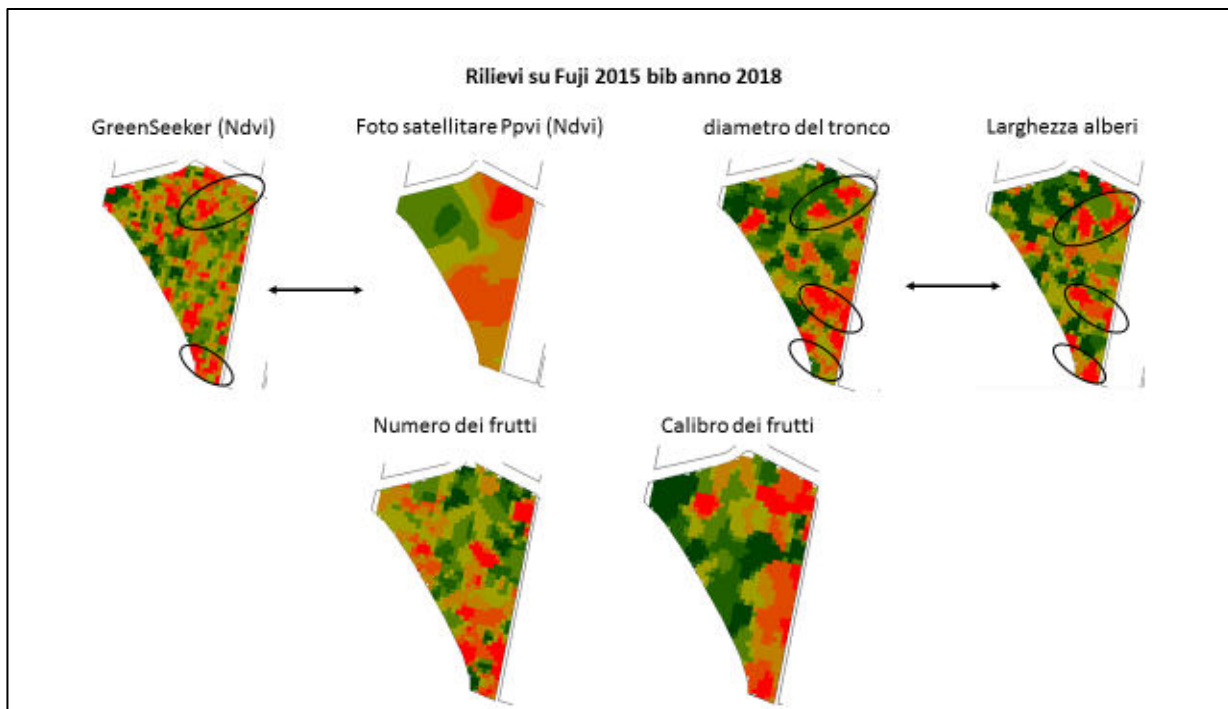 Rilievi su Fuji 2015 bib anno 2018
GreenSeeker (Ndvi)
Foto satellitare Ppvi (Ndvi)
diametro del tronco
Larghezza alberi
Numero dei frutti
Calibro dei frutti